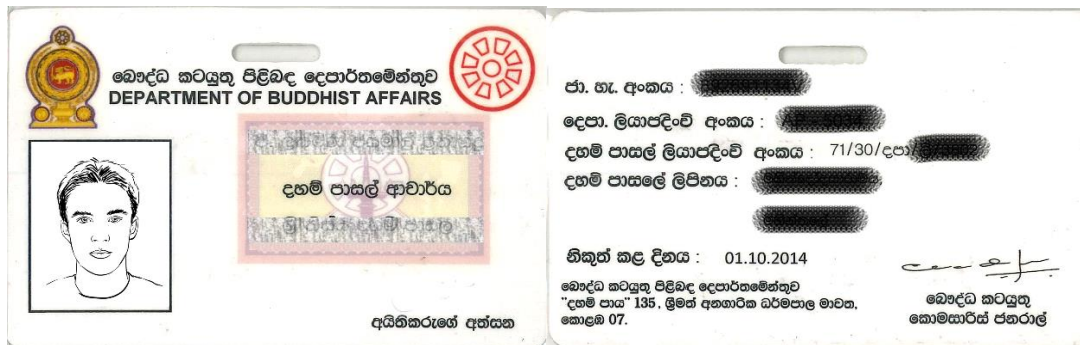 බෞද්ධ කටයුතු පිළිබඳ දෙපාර්තමේන්තුව
DEPARTMENT OF BUDDHIST AFFAIRS
දහම් පාසල් ආචාර්ය
අයිතිකරුගේ අත්සන
ජා. හැ. අංකය :
දෙපා. ලියාපදිංචි අංකය :
දහම් පාසල් ලියාපදිංචි අංකය : 71/30/දපා/
දහම් පාසලේ ලිපිනය :
නිකුත් කළ දිනය : 01.10.2014
බෞද්ධ කටයුතු පිළිබඳ දෙපාර්තමේන්තුව
"දහම් පාය" 135, ශ්‍රීමත් අනගාරික ධර්මපාල මාවත,
කොළඹ 07.
බෞද්ධ කටයුතු
කොමසාරිස් ජනරාල්